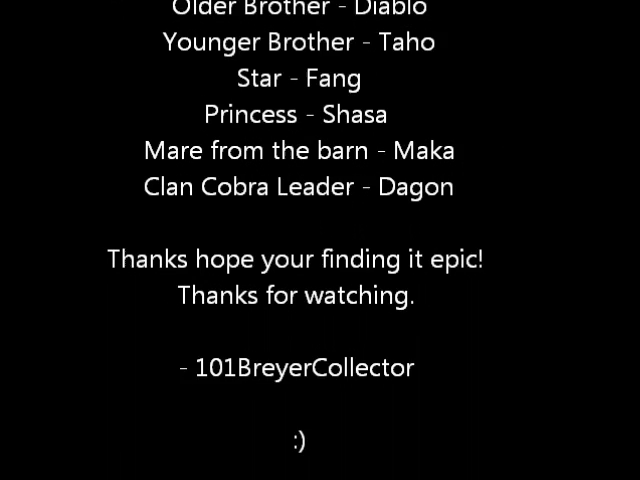 Older Brother - Diablo
Younger Brother - Taho
Star - Fang
Princess - Shasa
Mare from the barn - Maka
Clan Cobra Leader - Dagon
Thanks hope your finding it epic!
Thanks for watching.
- 101BreyerCollector
:)